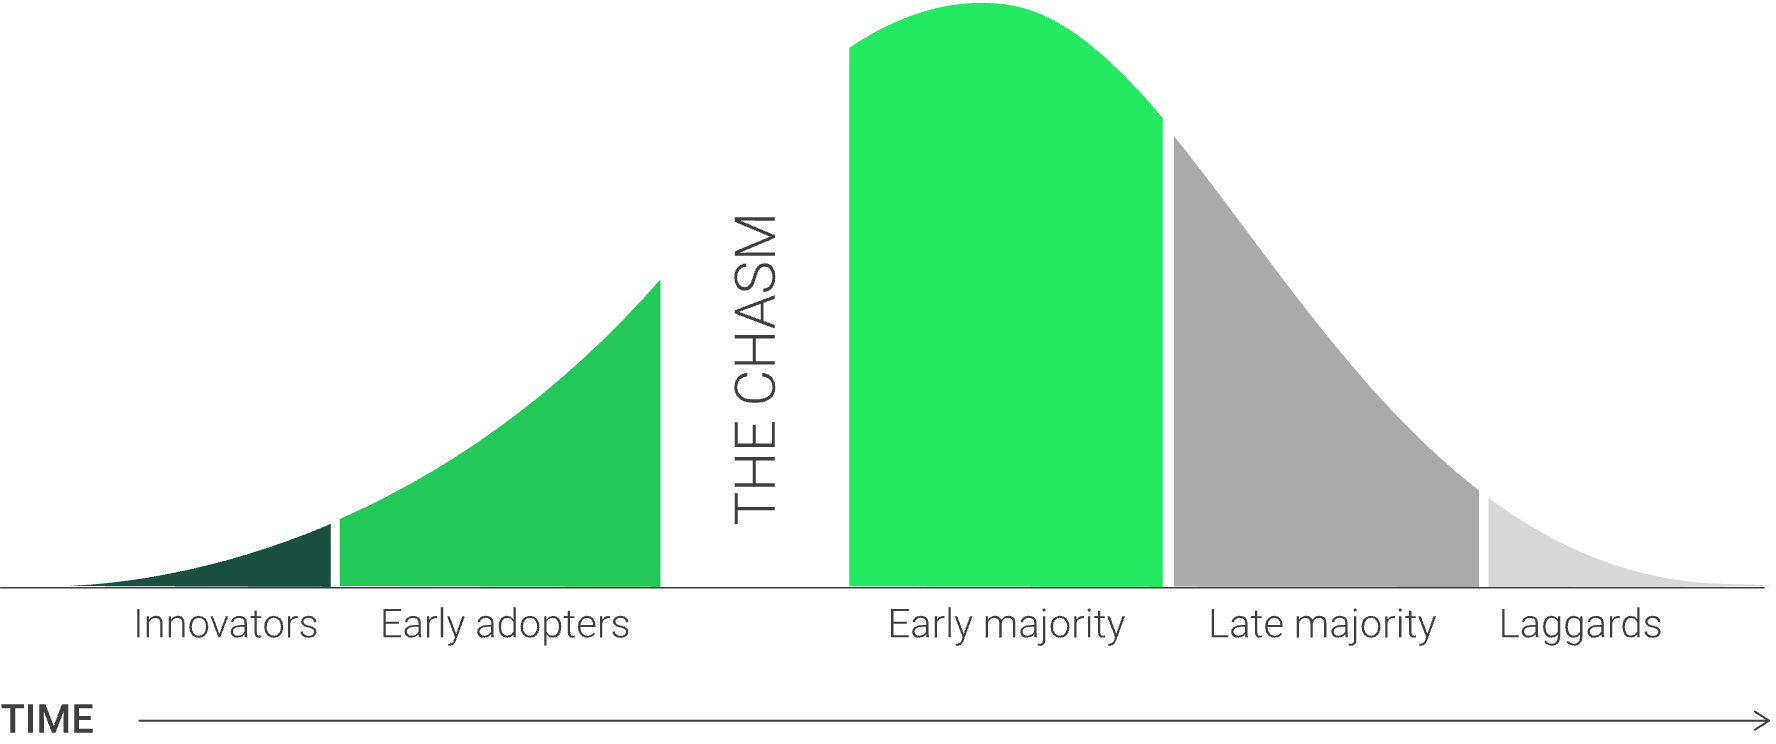 THE CHASM
Innovators
Early adopters
Early majority
Late majority
Laggards
TIME